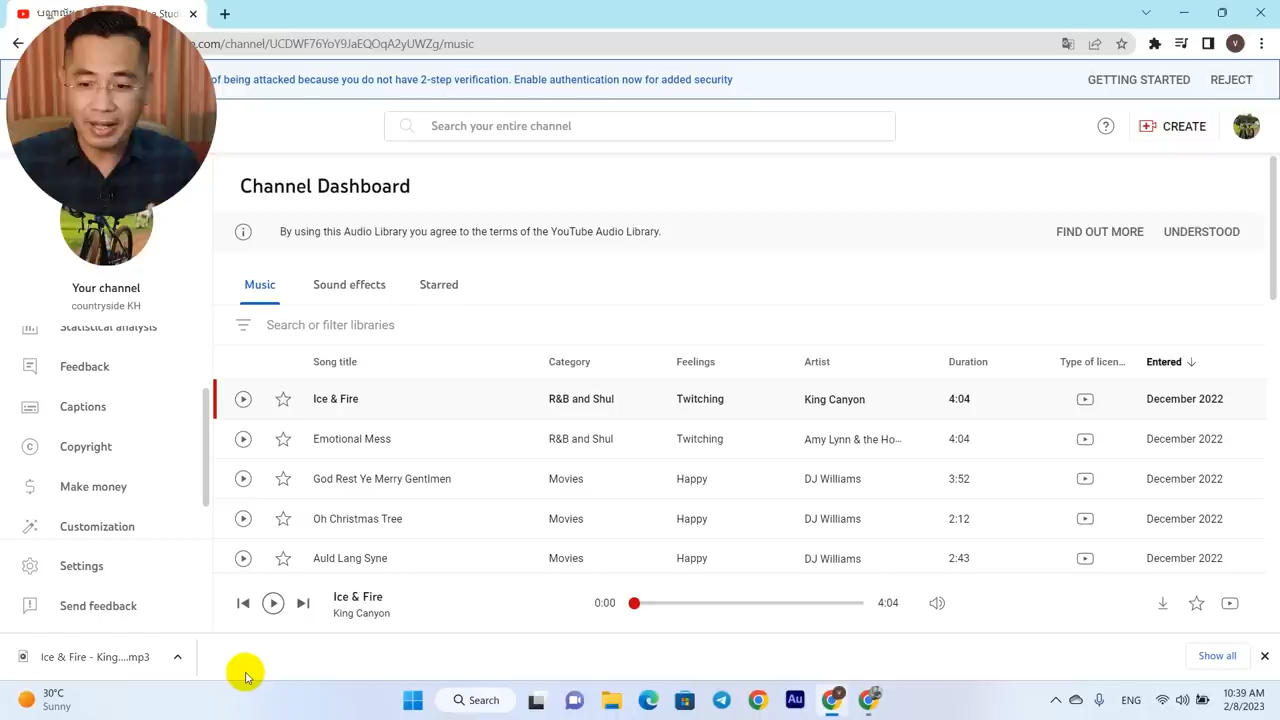 be Stud
.com/channel/UCDWF76YoY9JaEQOqA2yUWZg/music
of being attacked because you do not have 2-step verification. Enable authentication now for added security
GETTING STARTED
REJECT
Search your entire channel
CREATE
Channel Dashboard
By using this Audio Library you agree to the terms of the YouTube Audio Library.
FIND OUT MORE
UNDERSTOOD
Your channel
countryside KH
Statistical analysis
Feedback
Captions
Copyright
Make money
Customization
Settings
Send feedback
Music Sound effects Starred
Search or filter libraries
Song title Category Feelings Artist Duration Type of licen... Entered
Ice & Fire R&B and Shul Twitching King Canyon 4:04 December 2022
Emotional Mess R&B and Shul Twitching Amy Lynn & the Ho... 4:04 December 2022
God Rest Ye Merry Gentlmen Movies Happy DJ Williams 3:52 December 2022
Oh Christmas Tree Movies Happy DJ Williams 2:12 December 2022
Auld Lang Syne Movies Happy DJ Williams 2:43 December 2022
Ice & Fire
King Canyon
0:00 4:04
Ice & Fire - King....mp3
Show all
30°C
Sunny
Search
Au
ENG
10:39 AM
2/8/2023